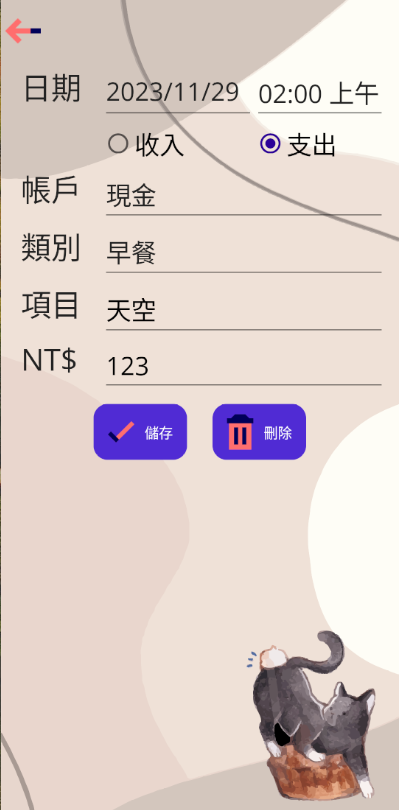 日期 2023/11/29 02:00 上午
收入 支出
帳戶 現金
類別 早餐
項目 天空
NT$ 123
儲存 刪除